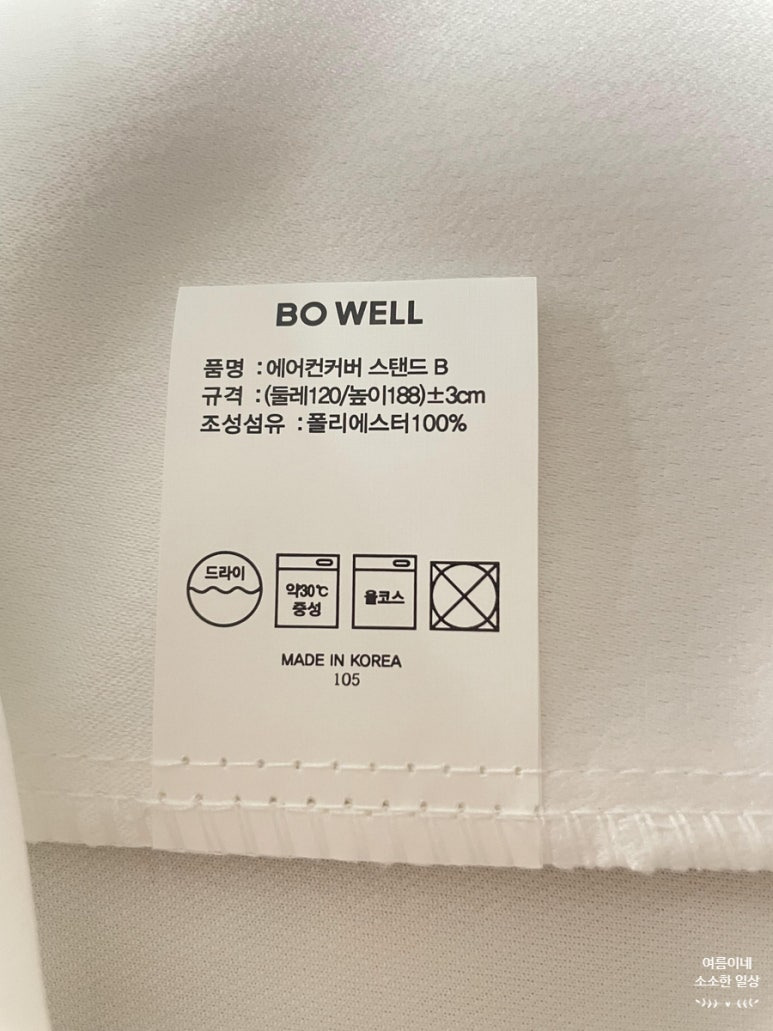 BO WELL
품명 : 에어컨커버 스탠드 B
규격 : (둘레120/높이188)±3cm
조성섬유 : 폴리에스터100%
드라이
약30℃
중성
울코스
MADE IN KOREA
105
여름이네
소소한 일상